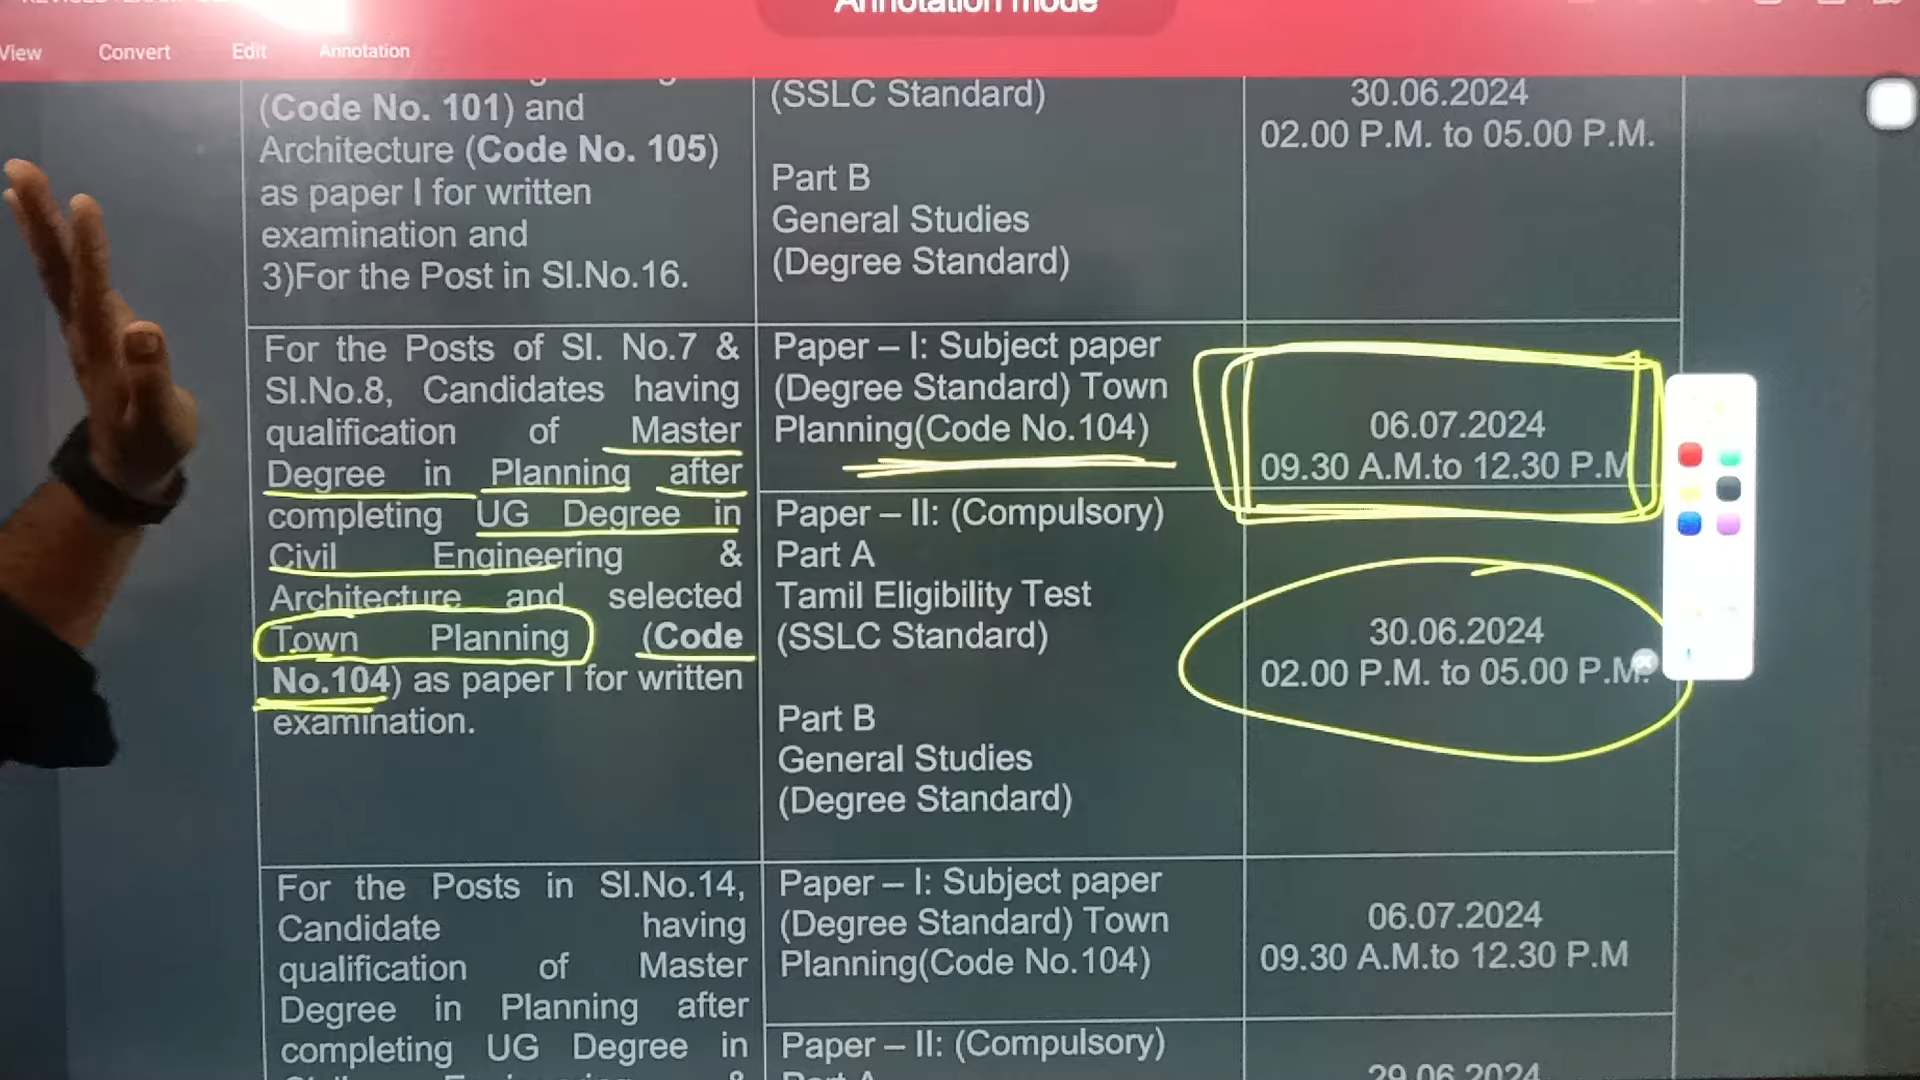 Annotation mode
View Convert Edit Annotation
(Code No. 101) and
Architecture (Code No. 105)
as paper I for written
examination and
3)For the Post in Sl.No.16.
(SSLC Standard)
Part B
General Studies
(Degree Standard)
30.06.2024
02.00 P.M. to 05.00 P.M.
For the Posts of Sl. No.7 &
Sl.No.8, Candidates having
qualification of Master
Degree in Planning after
completing UG Degree in
Civil Engineering &
Architecture and selected
Town Planning (Code
No.104) as paper I for written
examination.
Paper – I: Subject paper
(Degree Standard) Town
Planning(Code No.104)
06.07.2024
09.30 A.M.to 12.30 P.M
Paper – II: (Compulsory)
Part A
Tamil Eligibility Test
(SSLC Standard)
Part B
General Studies
(Degree Standard)
30.06.2024
02.00 P.M. to 05.00 P.M.
For the Posts in Sl.No.14,
Candidate having
qualification of Master
Degree in Planning after
completing UG Degree in
Paper – I: Subject paper
(Degree Standard) Town
Planning(Code No.104)
06.07.2024
09.30 A.M.to 12.30 P.M
Paper – II: (Compulsory)
Part A
29.06.2024